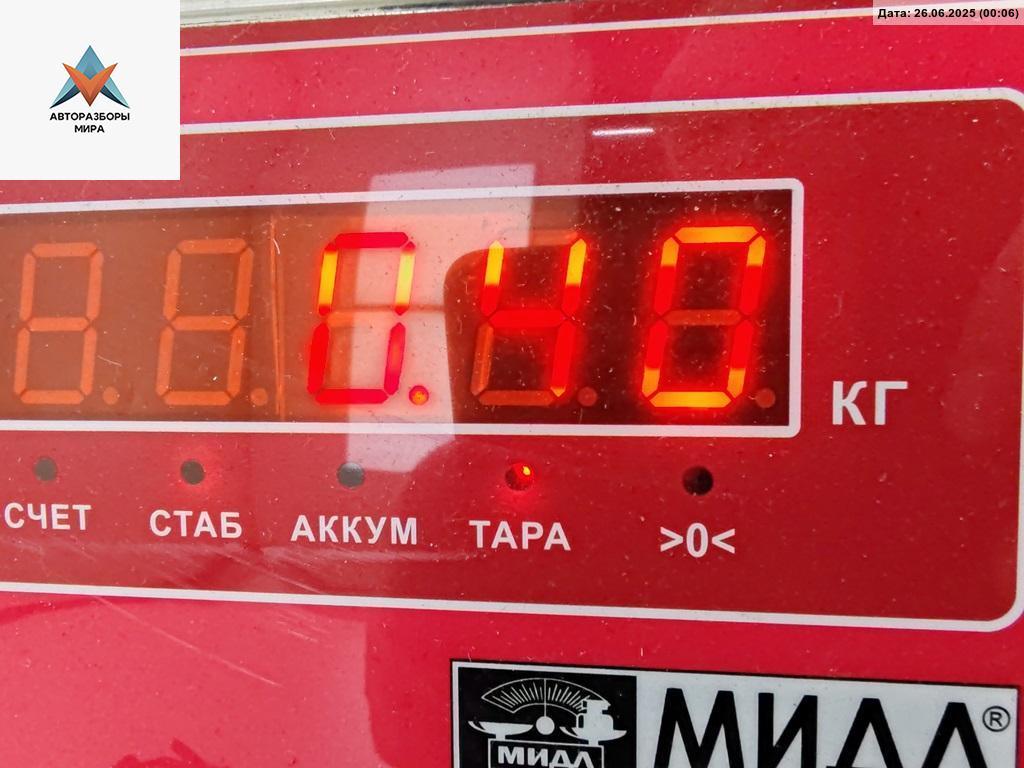 Дата: 26.06.2025 (00:06)
АВТОРАЗБОРЫ
МИРА
0.40
КГ
СЧЕТ СТАБ АККУМ ТАРА >0<
МИДЛ
МИДЛ®